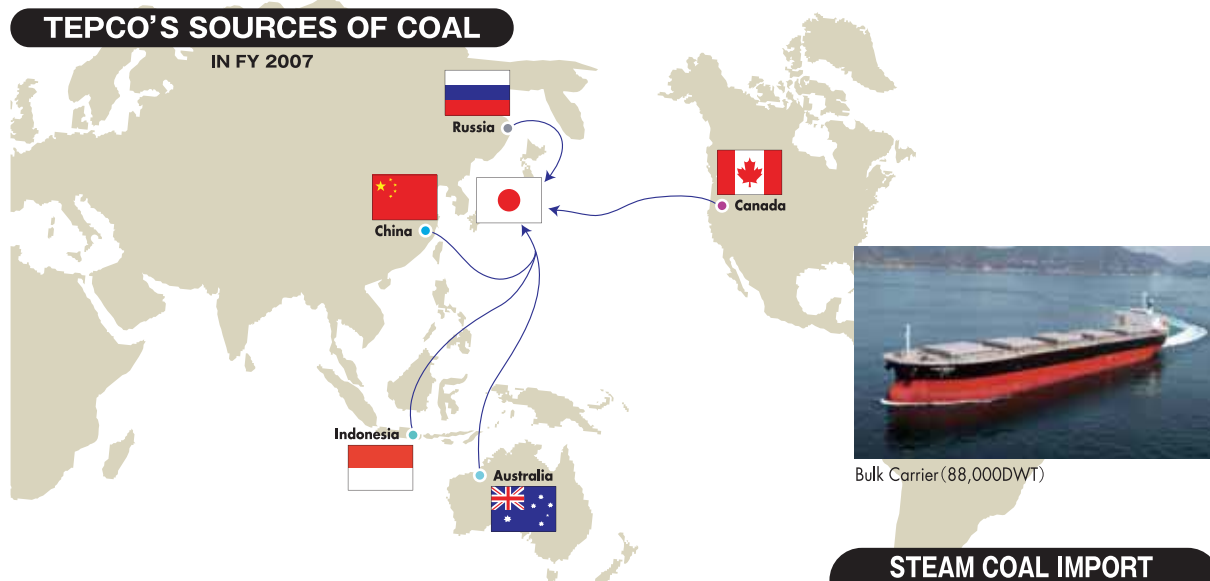 TEPCO'S SOURCES OF COAL
IN FY 2007
Russia
China
Canada
Indonesia
Australia
Bulk Carrier(88,000DWT)
STEAM COAL IMPORT